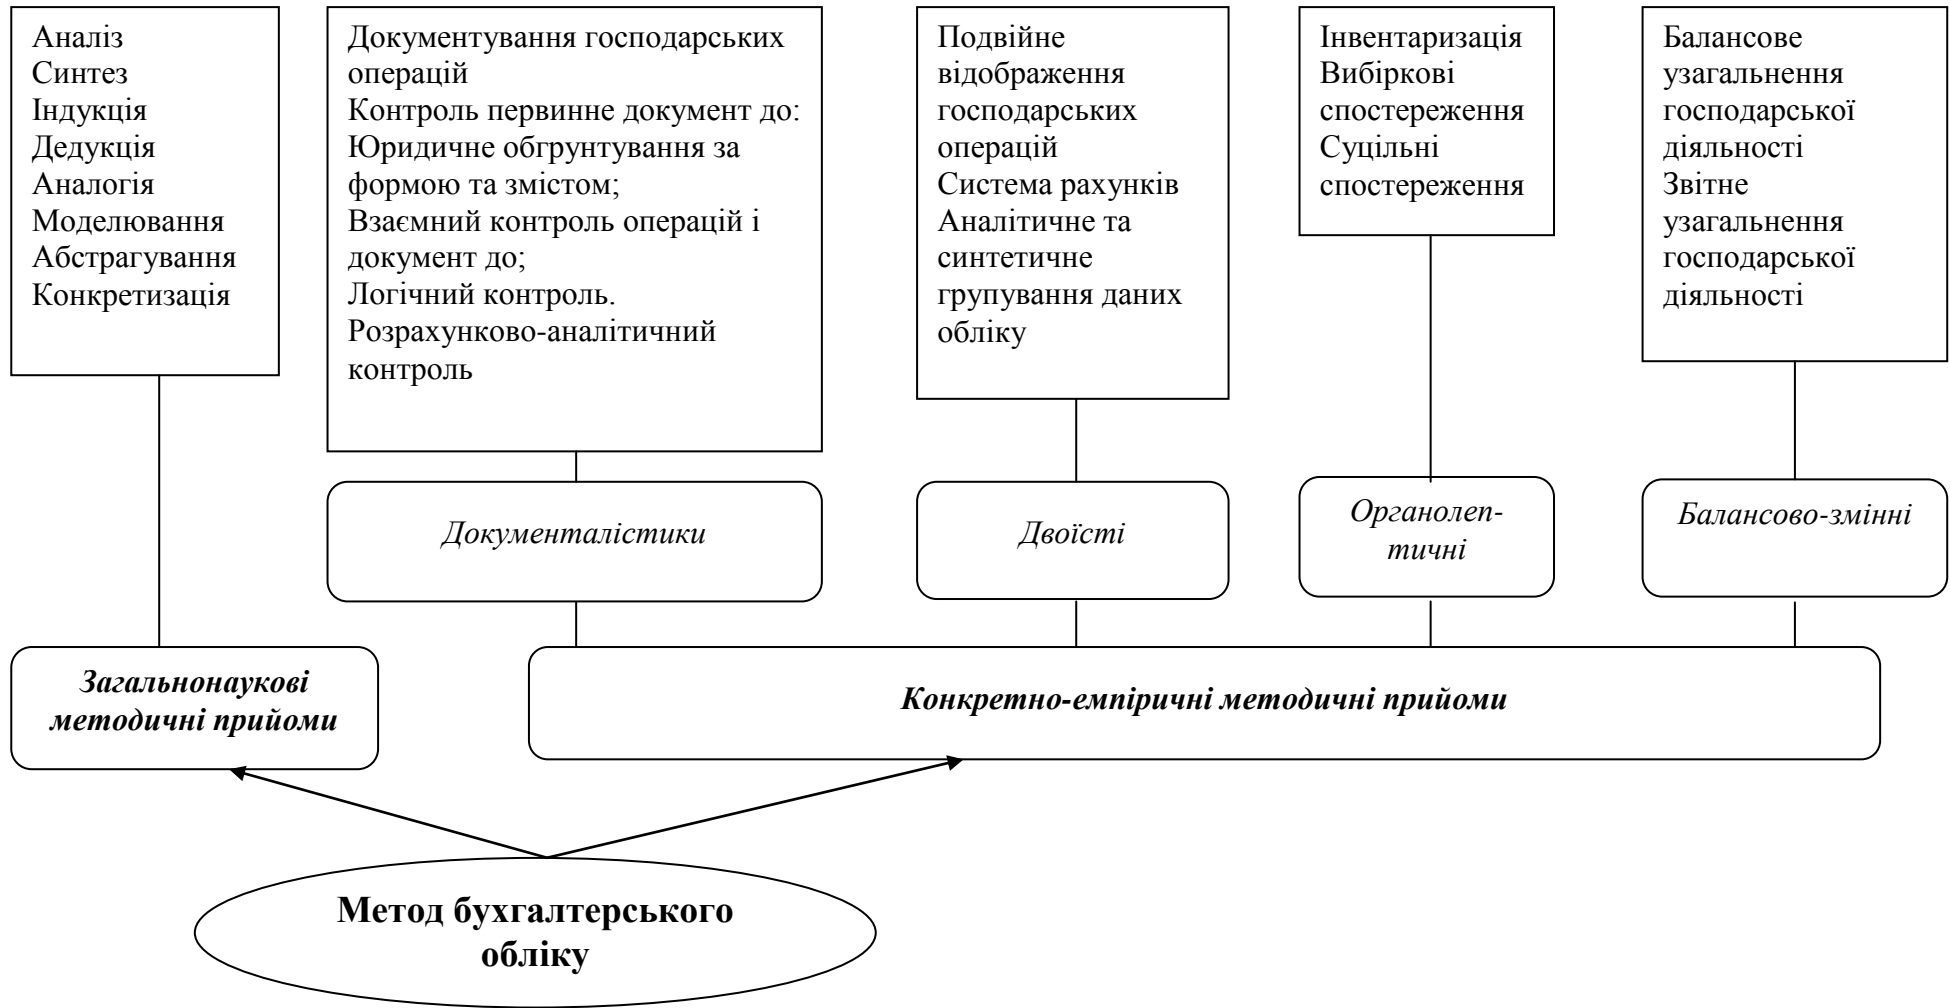 Аналіз
Синтез
Індукція
Дедукція
Аналогія
Моделювання
Абстрагування
Конкретизація
Документування господарських
операцій
Контроль первинне документ до:
Юридичне обгрунтування за
формою та змістом;
Взаємний контроль операцій і
документ до;
Логічний контроль.
Розрахунково-аналітичний
контроль
Подвійне
відображення
господарських
операцій
Система рахунків
Аналітичне та
синтетичне
групування даних
обліку
Інвентаризація
Вибіркові
спостереження
Суцільні
спостереження
Балансове
узагальнення
господарської
діяльності
Звітне
узагальнення
господарської
діяльності
Документалістики
Двоїсті
Органолеп-
тичні
Балансово-змінні
Загальнонаукові
методичні прийоми
Конкретно-емпіричні методичні прийоми
Метод бухгалтерського
обліку